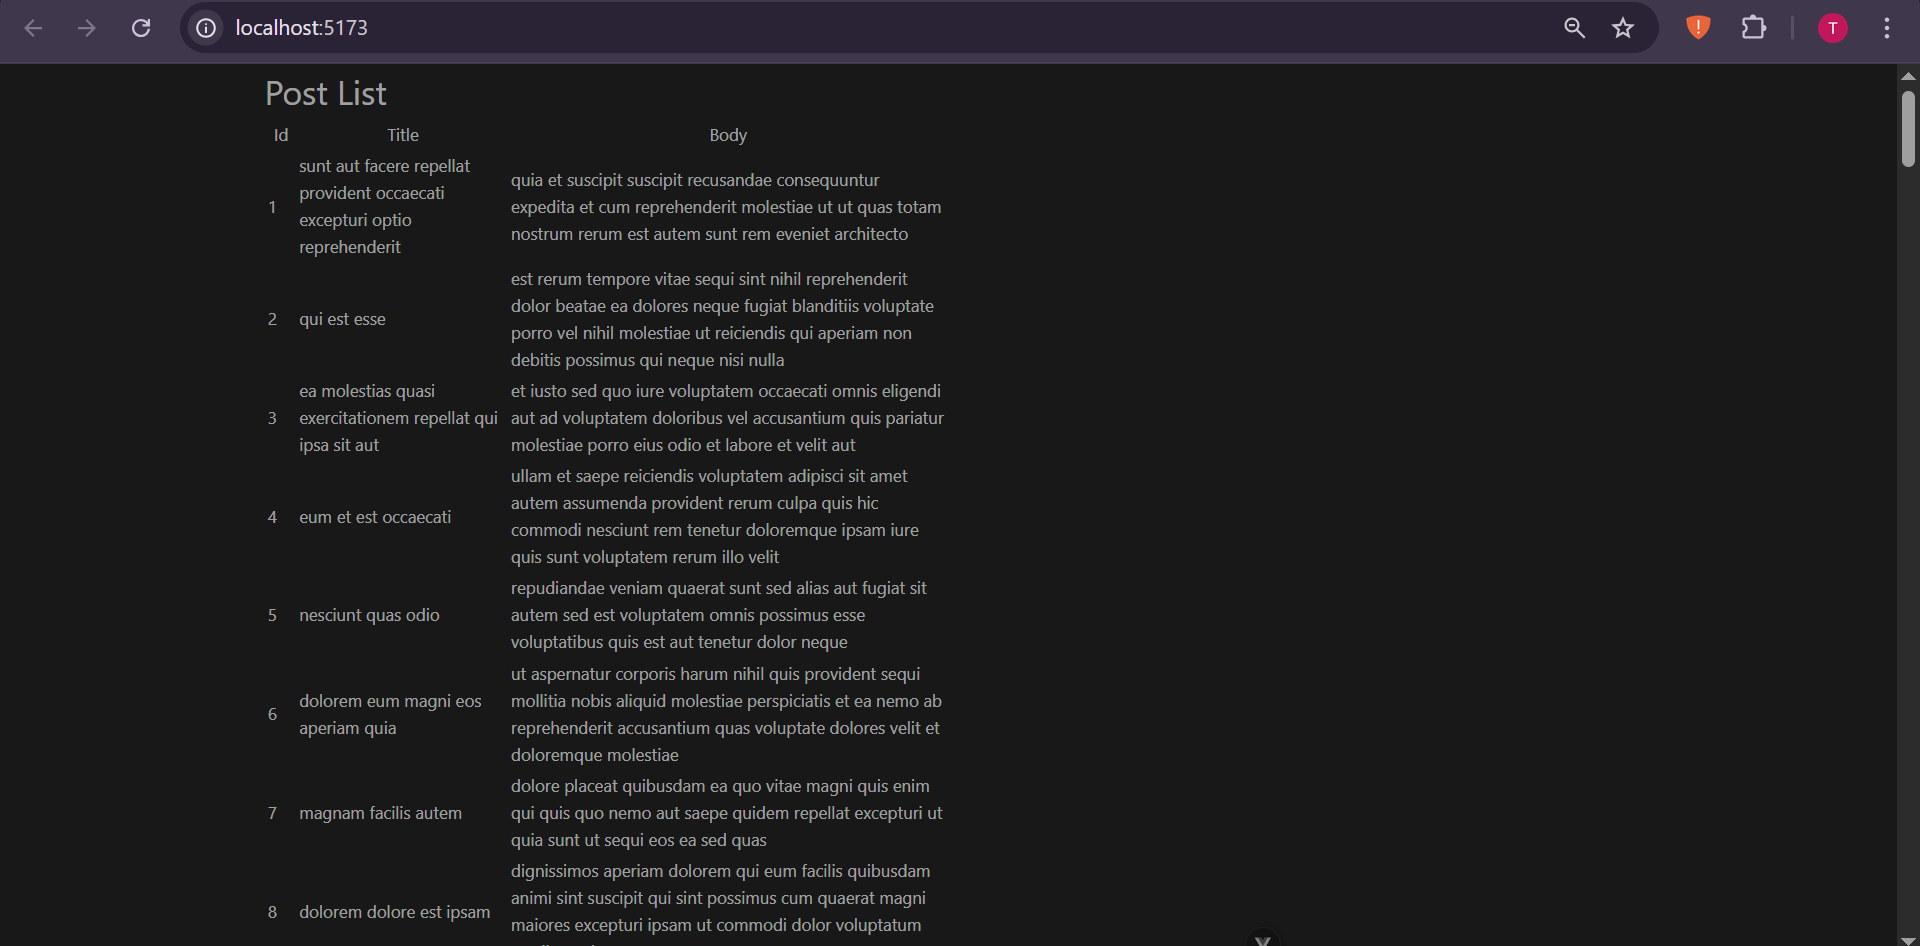 localhost:5173
T
Post List
Id Title Body
1 sunt aut facere repellat provident occaecati excepturi optio reprehenderit
quia et suscipit suscipit recusandae consequuntur
expedita et cum reprehenderit molestiae ut ut quas totam
nostrum rerum est autem sunt rem eveniet architecto
2 qui est esse
est rerum tempore vitae sequi sint nihil reprehenderit
dolor beatae ea dolores neque fugiat blanditiis voluptate
porro vel nihil molestiae ut reiciendis qui aperiam non
debitis possimus qui neque nisi nulla
3 ea molestias quasi
exercitationem repellat qui
ipsa sit aut
et iusto sed quo iure voluptatem occaecati omnis eligendi
aut ad voluptatem doloribus vel accusantium quis pariatur
molestiae porro eius odio et labore et velit aut
4 eum et est occaecati
ullam et saepe reiciendis voluptatem adipisci sit amet
autem assumenda provident rerum culpa quis hic
commodi nesciunt rem tenetur doloremque ipsam iure
quis sunt voluptatem rerum illo velit
5 nesciunt quas odio
repudiandae veniam quaerat sunt sed alias aut fugiat sit
autem sed est voluptatem omnis possimus esse
voluptatibus quis est aut tenetur dolor neque
6 dolorem eum magni eos
aperiam quia
ut aspernatur corporis harum nihil quis provident sequi
mollitia nobis aliquid molestiae perspiciatis et ea nemo ab
reprehenderit accusantium quas voluptate dolores velit et
doloremque molestiae
7 magnam facilis autem
dolore placeat quibusdam ea quo vitae magni quis enim
qui quis quo nemo aut saepe quidem repellat excepturi ut
quia sunt ut sequi eos ea sed quas
8 dolorem dolore est ipsam
dignissimos aperiam dolorem qui eum facilis quibusdam
animi sint suscipit qui sint possimus cum quaerat magni
maiores excepturi ipsam ut commodi dolor voluptatum